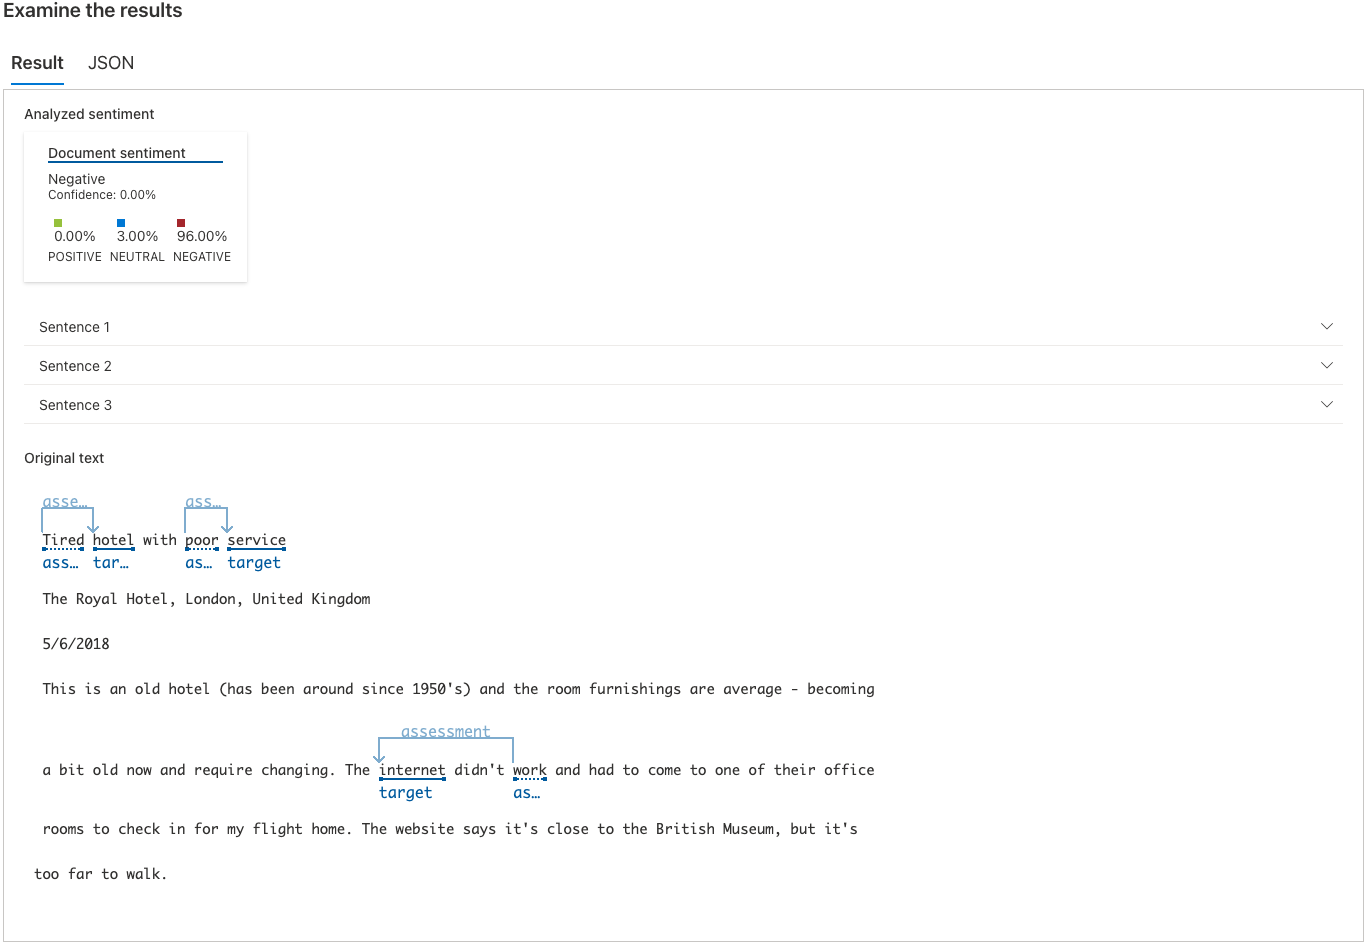 Examine the results
Result JSON
Analyzed sentiment
Document sentiment
Negative
Confidence: 0.00%
0.00% 3.00% 96.00%
POSITIVE NEUTRAL NEGATIVE
Sentence 1
Sentence 2
Sentence 3
Original text
asse… ass…
Tired hotel with poor service
ass… tar… as… target
The Royal Hotel, London, United Kingdom
5/6/2018
This is an old hotel (has been around since 1950's) and the room furnishings are average - becoming
assessment
a bit old now and require changing. The internet didn't work and had to come to one of their office
target as…
rooms to check in for my flight home. The website says it's close to the British Museum, but it's
too far to walk.